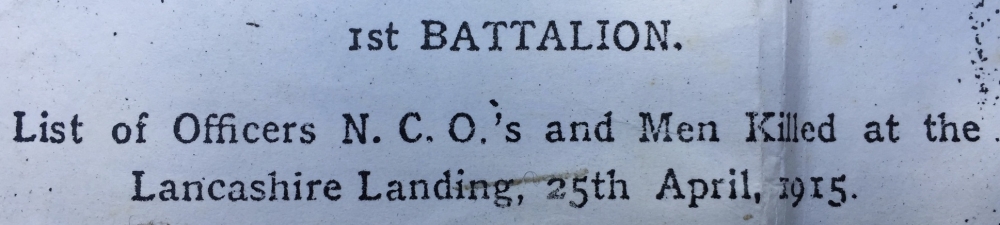 1st BATTALION.
List of Officers N. C. O.'s and Men Killed at the
Lancashire Landing, 25th April, 1915.